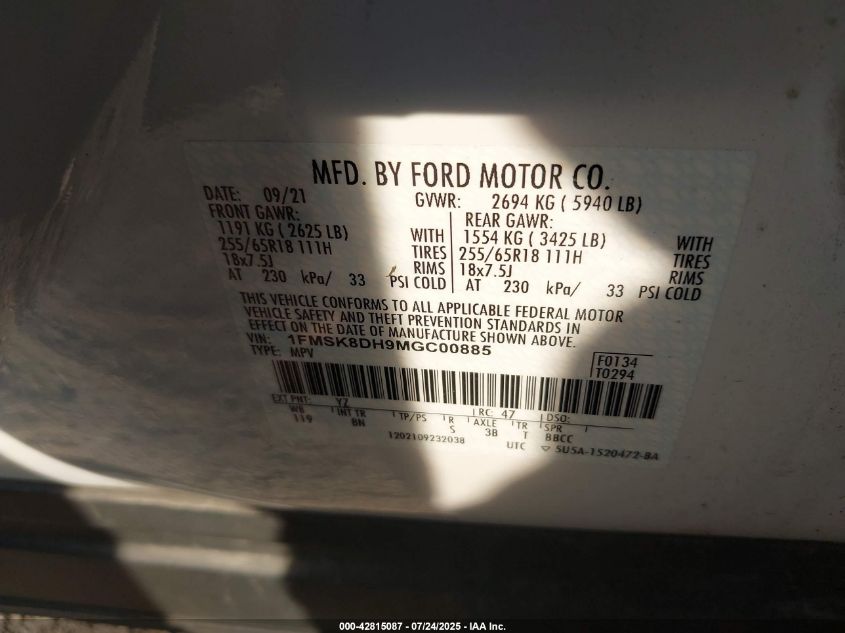 MFD. BY FORD MOTOR CO.
DATE: 09/21 GVWR: 2694 KG ( 5940 LB)
FRONT GAWR: REAR GAWR:
1191 KG ( 2625 LB) WITH 1554 KG ( 3425 LB) WITH
255/65R18 111H TIRES 255/65R18 111H TIRES
18x7.5J RIMS 18x7.5J RIMS
AT 230 kPa/ 33 PSI COLD AT 230 kPa/ 33 PSI COLD
THIS VEHICLE CONFORMS TO ALL APPLICABLE FEDERAL MOTOR
VEHICLE SAFETY AND THEFT PREVENTION STANDARDS IN
EFFECT ON THE DATE OF MANUFACTURE SHOWN ABOVE.
VIN: 1FMSK8DH9MGC00885
TYPE: MPV
F0134
T0294
EXT PNT: YZ RC: 47 DSO:
WB INT TR TP/PS R AXLE TR SPR
119 8N S 3B T BBCC
1202109232038 UTC ▽ 5U5A-1520472-BA
000-42815087 - 07/24/2025 - IAA Inc.